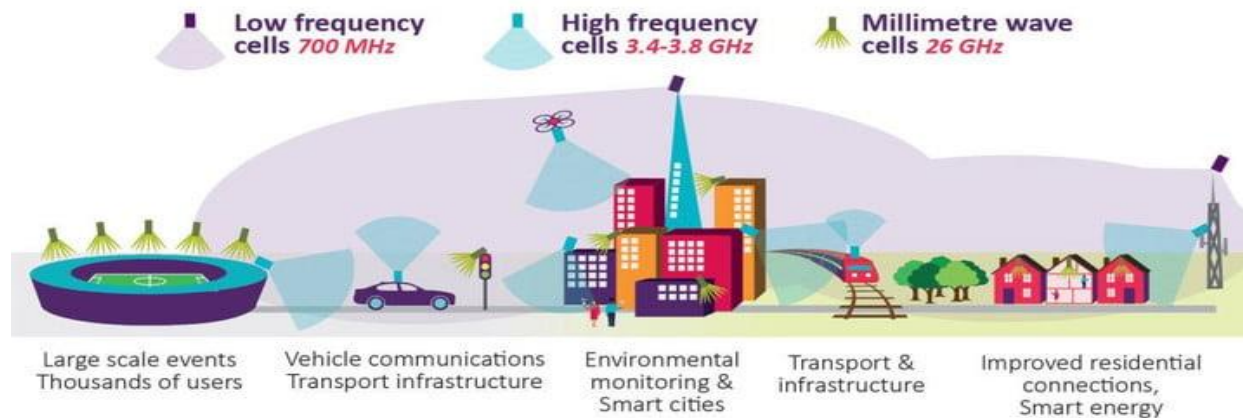 Low frequency
cells 700 MHz
High frequency
cells 3.4-3.8 GHz
Millimetre wave
cells 26 GHz
Large scale events
Thousands of users
Vehicle communications
Transport infrastructure
Environmental
monitoring &
Smart cities
Transport &
infrastructure
Improved residential
connections,
Smart energy